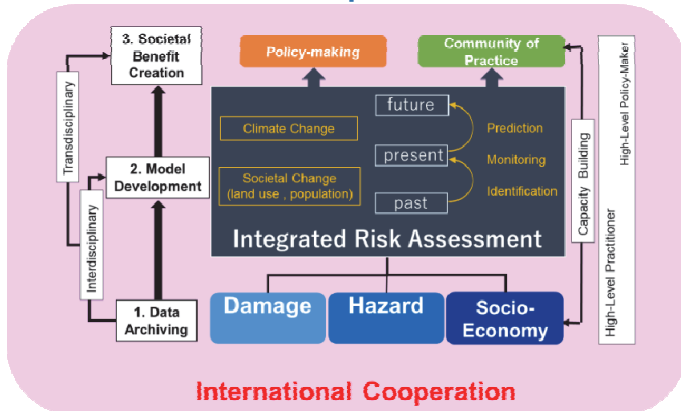 3. Societal
Benefit
Creation
Policy-making
Community of
Practice
Transdisciplinary
Interdisciplinary
2. Model
Development
1. Data
Archiving
Climate Change
Societal Change
(land use , population)
future
present
past
Prediction
Monitoring
Identification
Integrated Risk Assessment
Damage
Hazard
Socio-
Economy
Capacity Building
High-Level Practitioner
High-Level Policy-Maker
International Cooperation